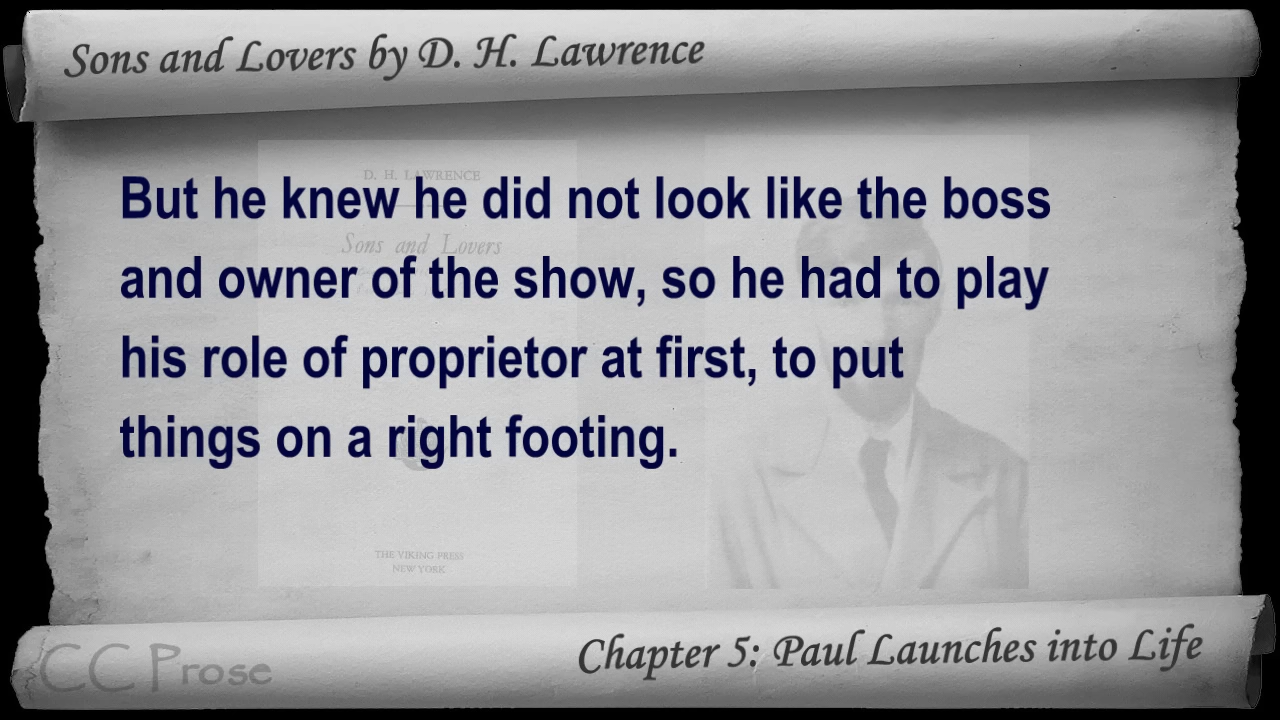 Sons and Lovers by D. H. Lawrence
D. H. LAWRENCE
Sons and Lovers
But he knew he did not look like the boss
and owner of the show, so he had to play
his role of proprietor at first, to put
things on a right footing.
THE VIKING PRESS
NEW YORK
CC Prose
Chapter 5: Paul Launches into Life